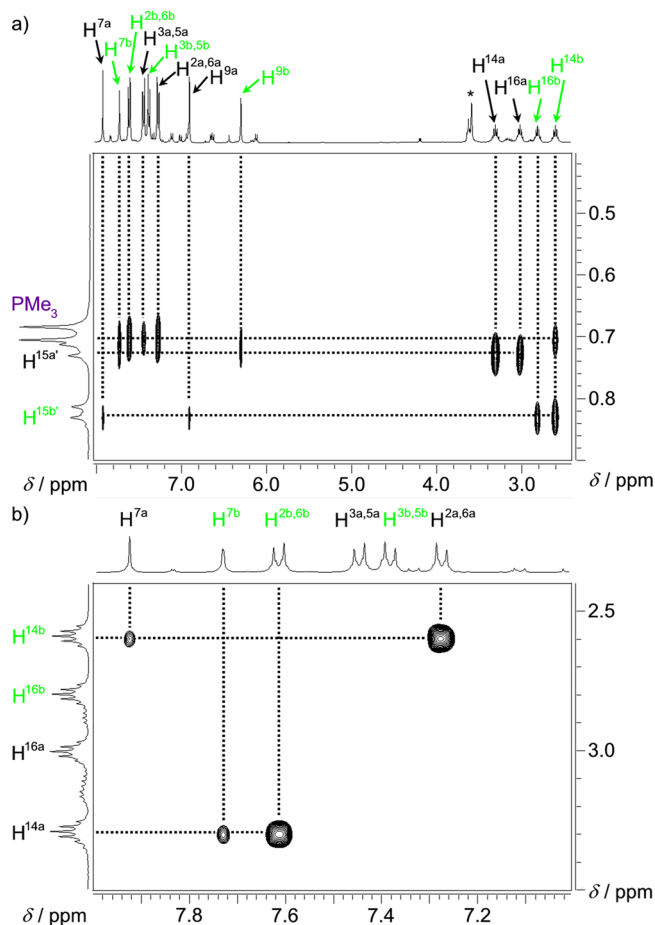 a)
H7a
H7b
H2b,6b
H3a,5a
H3b,5b
H2a,6a
H9a
H9b
*
H14a
H16a
H16b
H14b
PMe3
H15a'
H15b'
0.5
0.6
0.7
0.8
δ / ppm
7.0
6.0
5.0
4.0
3.0
δ / ppm
b)
H7a
H7b
H2b,6b
H3a,5a
H3b,5b
H2a,6a
H14b
H16b
H16a
H14a
2.5
3.0
δ / ppm
7.8
7.6
7.4
7.2
δ / ppm